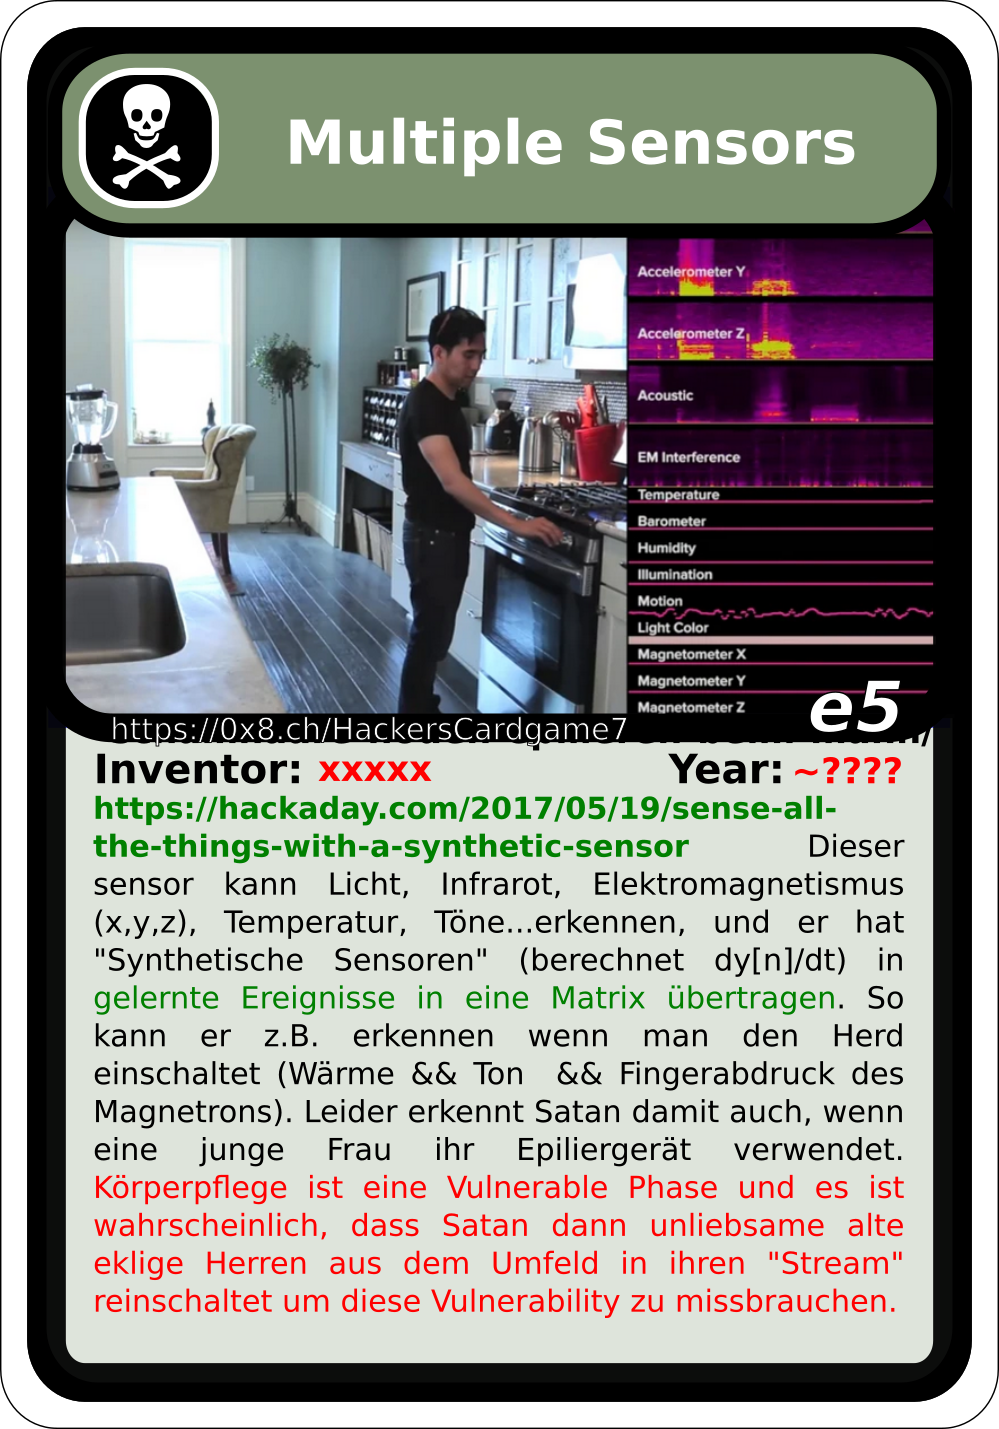 Multiple Sensors
Accelerometer Y
Accelerometer Z
Acoustic
EM Interference
Temperature
Barometer
Humidity
Illumination
Motion
Light Color
Magnetometer X
Magnetometer Y
Magnetometer Z
e5
https://0x8.ch/HackersCardgame7
Inventor: xxxxx Year: ~????
https://hackaday.com/2017/05/19/sense-all-
the-things-with-a-synthetic-sensor Dieser
sensor kann Licht, Infrarot, Elektromagnetismus
(x,y,z), Temperatur, Töne...erkennen, und er hat
"Synthetische Sensoren" (berechnet dy[n]/dt) in
gelernte Ereignisse in eine Matrix übertragen. So
kann er z.B. erkennen wenn man den Herd
einschaltet (Wärme && Ton && Fingerabdruck des
Magnetrons). Leider erkennt Satan damit auch, wenn
eine junge Frau ihr Epiliergerät verwendet.
Körperpflege ist eine Vulnerable Phase und es ist
wahrscheinlich, dass Satan dann unliebsame alte
eklige Herren aus dem Umfeld in ihren "Stream"
reinschaltet um diese Vulnerability zu missbrauchen.